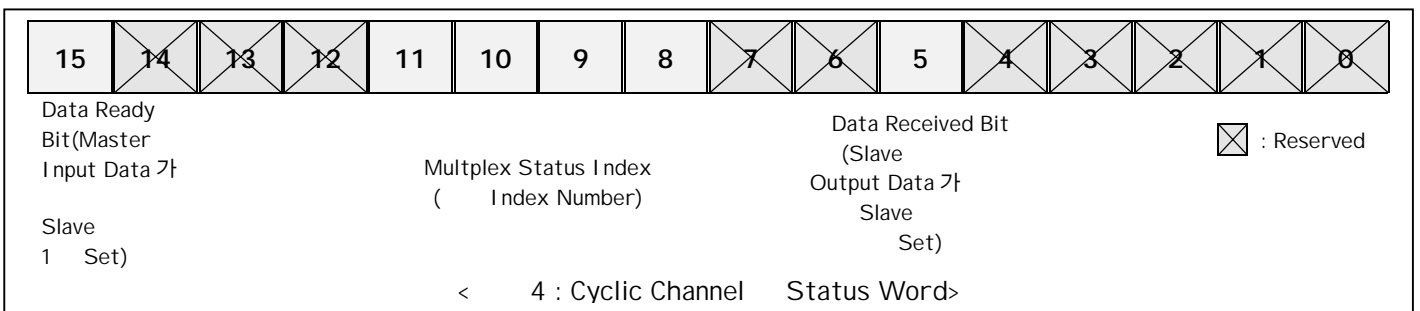 15 14 13 12 11 10 9 8 7 6 5 4 3 2 1 0
Data Ready
Bit(Master
Input Data 가
Slave
1 Set)
Multplex Status Index
( Index Number)
Data Received Bit
(Slave
Output Data 가
Slave
Set)
: Reserved
< 4 : Cyclic Channel Status Word>